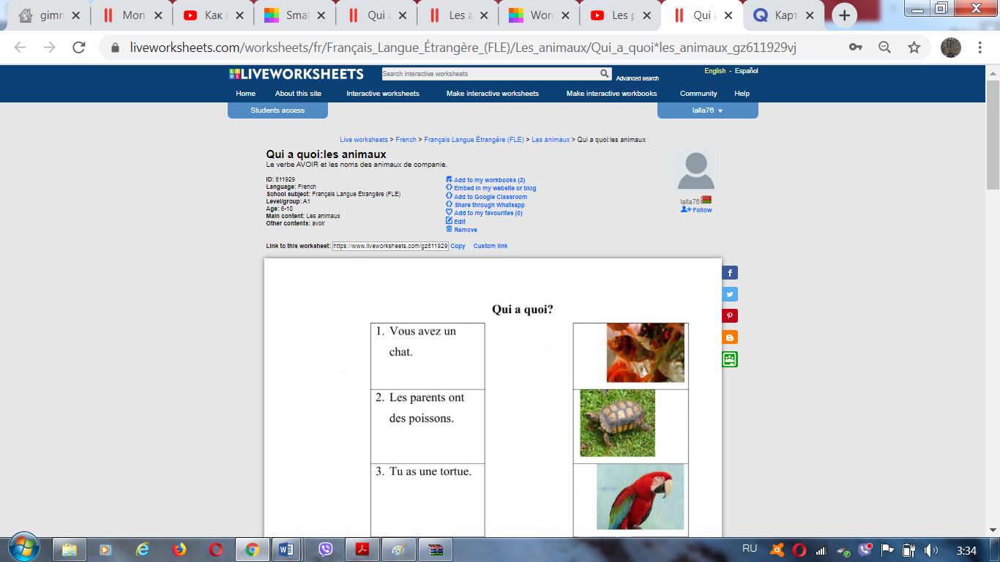 gimn
Mon
Как
Smal
Qui a
Les a
Word
Les p
Qui a
Карт
liveworksheets.com/worksheets/fr/Français_Langue_Étrangère_(FLE)/Les_animaux/Qui_a_quoi*les_animaux_gz611929vj
LIVEWORKSHEETS
Search interactive worksheets
Advanced search
English - Español
Home About this site Interactive worksheets Make interactive worksheets Make interactive workbooks Community Help
Students access
lalla76
Live worksheets > French > Français Langue Étrangère (FLE) > Les animaux > Qui a quoi:les animaux
Qui a quoi:les animaux
Le verbe AVOIR et les noms des animaux de companie.
ID: 611929
Language: French
School subject: Français Langue Étrangère (FLE)
Level/group: A1
Age: 6-10
Main content: Les animaux
Other contents: avoir
Add to my workbooks (2)
Embed in my website or blog
Add to Google Classroom
Share through Whatsapp
Add to my favourites (0)
Edit
Remove
lalla76
Follow
Link to this worksheet: https://www.liveworksheets.com/gz611929 Copy Custom link
Qui a quoi?
1. Vous avez un
chat.
2. Les parents ont
des poissons.
3. Tu as une tortue.
RU
3:34